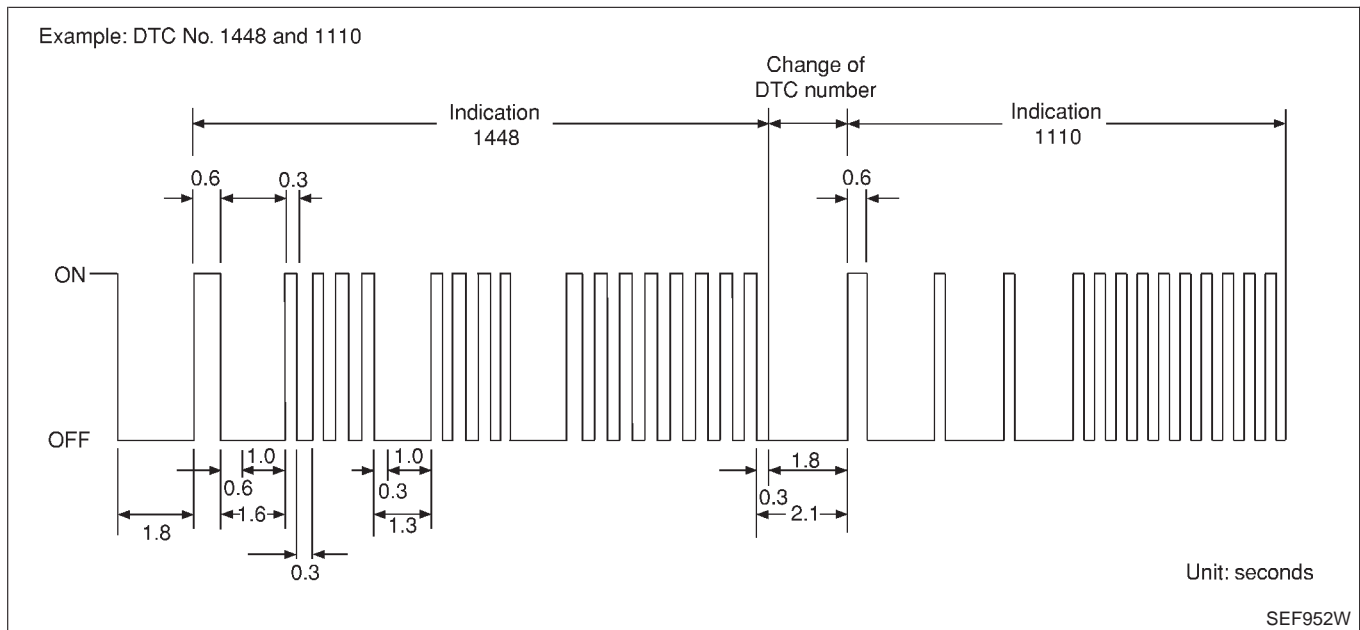 Example: DTC No. 1448 and 1110
Change of
DTC number
Indication
1448
Indication
1110
0.6
0.3
0.6
ON
OFF
1.0
1.0
1.8
0.6
0.3
0.3
1.8
1.6
1.3
2.1
0.3
Unit: seconds
SEF952W